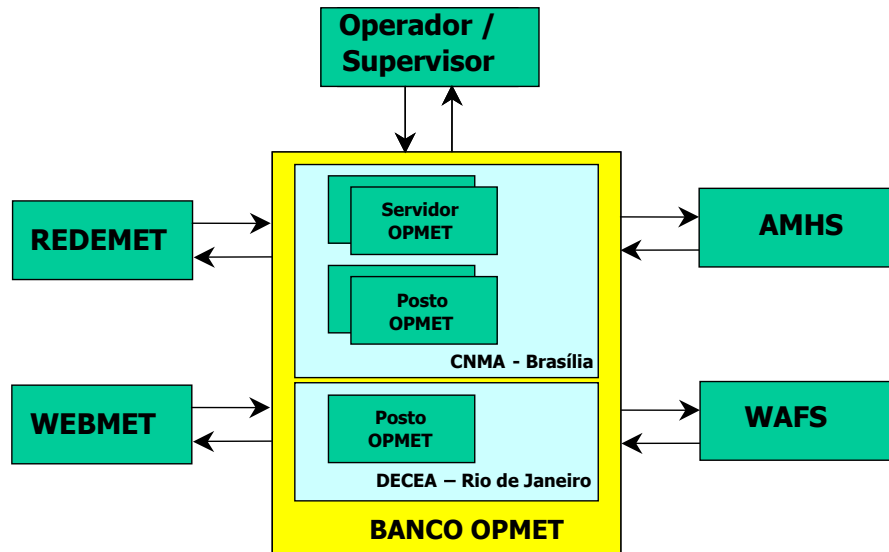 Operador /
Supervisor
Servidor
OPMET
REDEMET
AMHS
Posto
OPMET
CNMA - Brasília
WEBMET
Posto
OPMET
WAFS
DECEA – Rio de Janeiro
BANCO OPMET